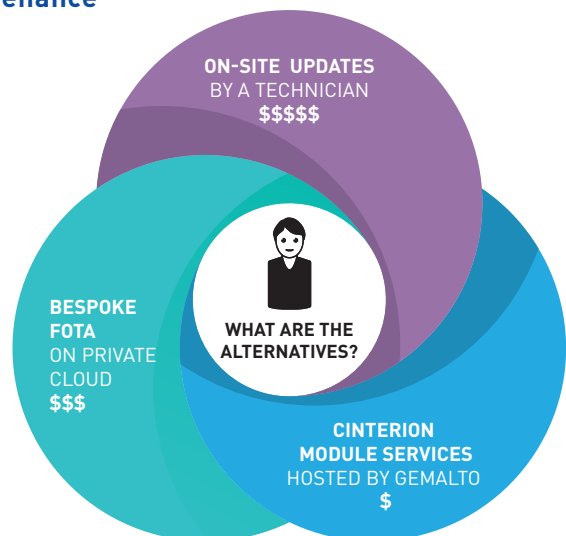 ON-SITE UPDATES
BY A TECHNICIAN
$$$$$
WHAT ARE THE
ALTERNATIVES?
BESPOKE
FOTA
ON PRIVATE
CLOUD
$$$
CINTERION
MODULE SERVICES
HOSTED BY GEMALTO
$